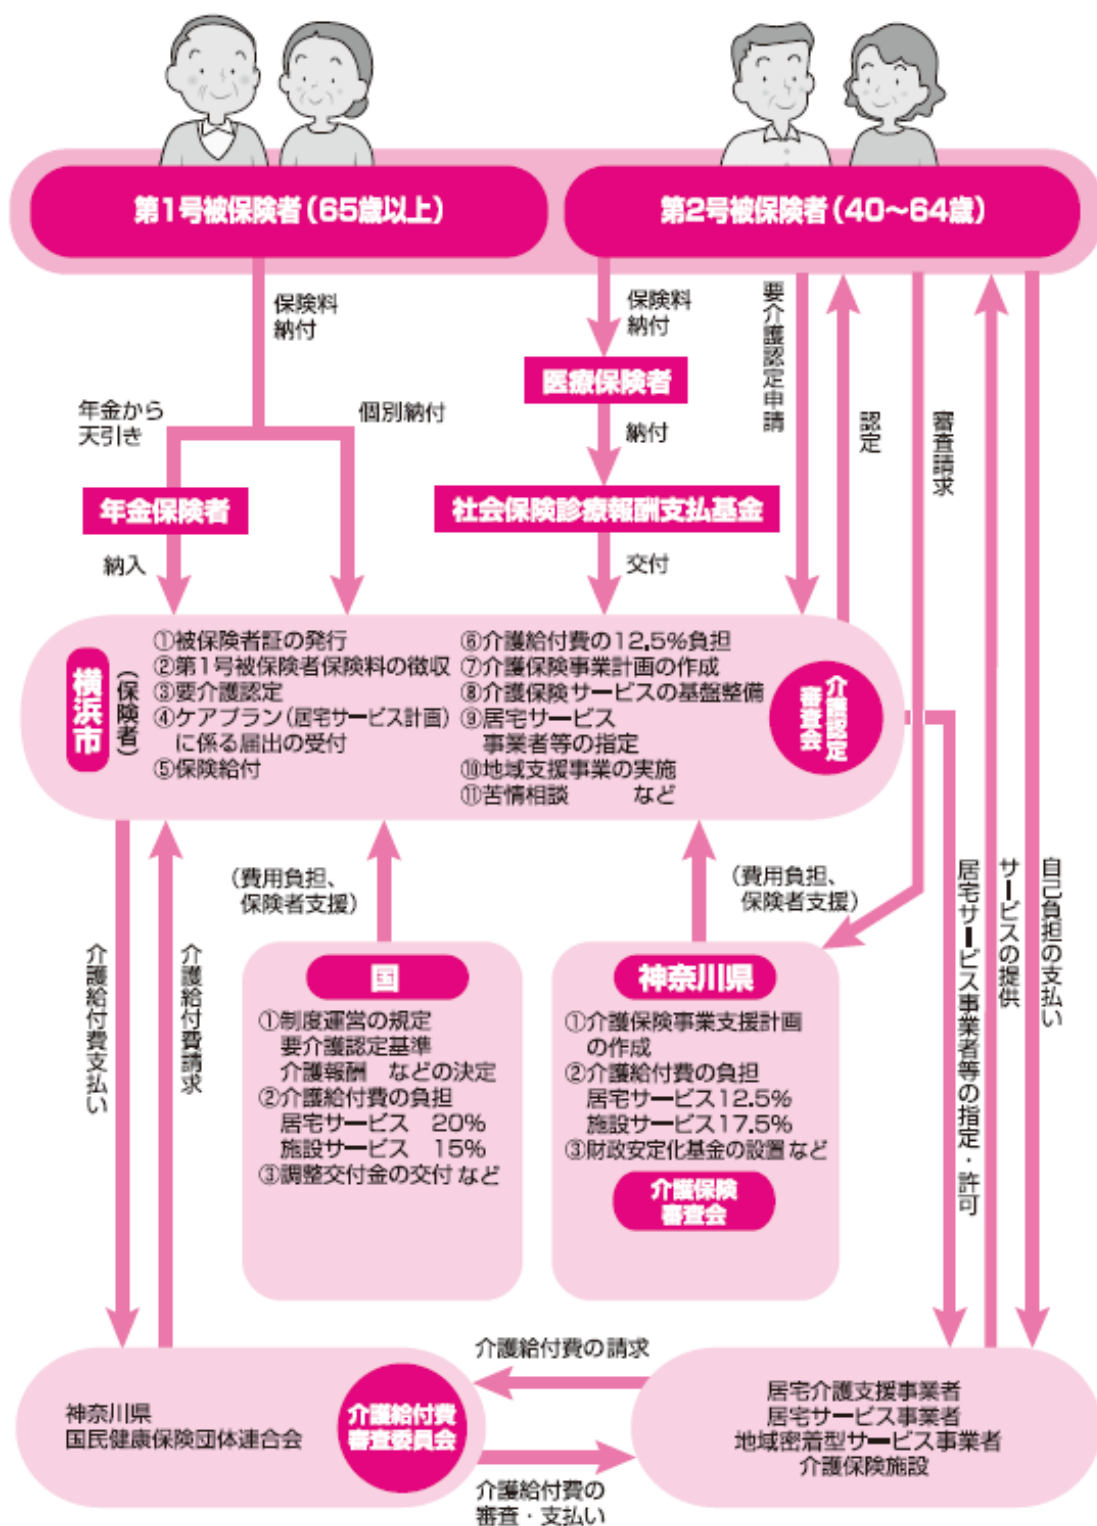 第1号被保険者(65歳以上)
第2号被保険者(40〜64歳)
保険料
納付
年金から
天引き
個別納付
年金保険者
納入
保険料
納付
医療保険者
納付
社会保険診療報酬支払基金
交付
要介護認定申請
認定
審査請求
横浜市
(保険者)
①被保険者証の発行
②第1号被保険者保険料の徴収
③要介護認定
④ケアプラン(居宅サービス計画)
に係る届出の受付
⑤保険給付
⑥介護給付費の12.5%負担
⑦介護保険事業計画の作成
⑧介護保険サービスの基盤整備
⑨居宅サービス
事業者等の指定
⑩地域支援事業の実施
⑪苦情相談 など
介護認定
審査会
(費用負担、
保険者支援)
(費用負担、
保険者支援)
介護給付費支払い
介護給付費請求
国
①制度運営の規定
要介護認定基準
介護報酬 などの決定
②介護給付費の負担
居宅サービス 20%
施設サービス 15%
③調整交付金の交付 など
神奈川県
①介護保険事業支援計画
の作成
②介護給付費の負担
居宅サービス12.5%
施設サービス17.5%
③財政安定化基金の設置 など
介護保険
審査会
居宅サービス事業者等の指定・許可
サービスの提供
自己負担の支払い
神奈川県
国民健康保険団体連合会
介護給付費
審査委員会
介護給付費の請求
介護給付費の
審査・支払い
居宅介護支援事業者
居宅サービス事業者
地域密着型サービス事業者
介護保険施設